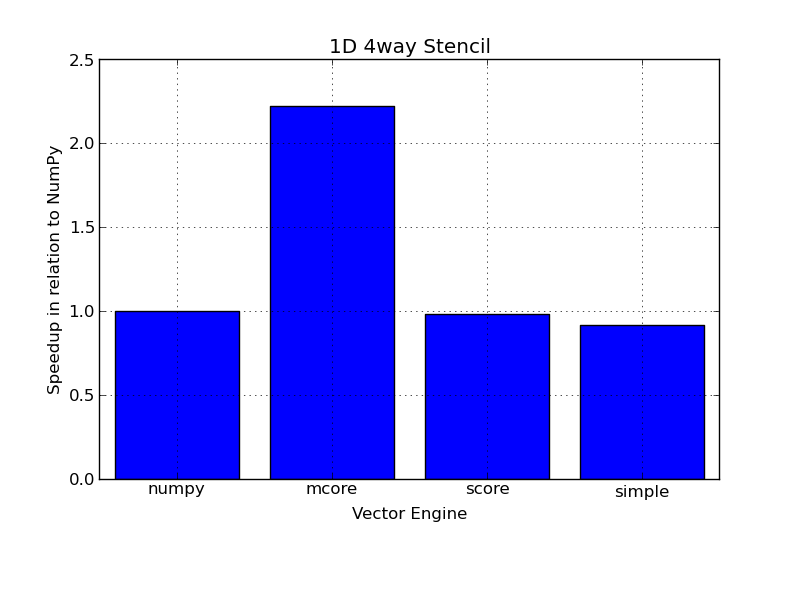 1D 4way Stencil
2.5
2.0
1.5
1.0
0.5
0.0
Speedup in relation to NumPy
numpy mcore score simple
Vector Engine